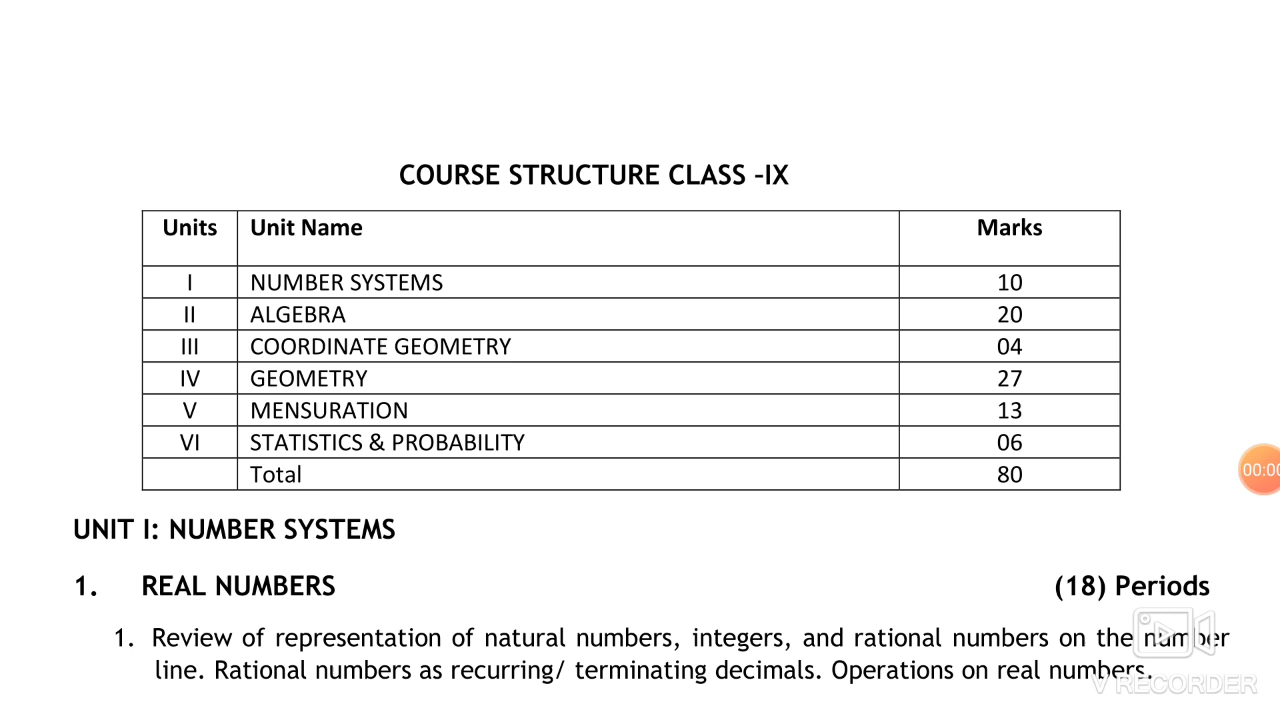 COURSE STRUCTURE CLASS –IX
Units Unit Name Marks
I NUMBER SYSTEMS 10
II ALGEBRA 20
III COORDINATE GEOMETRY 04
IV GEOMETRY 27
V MENSURATION 13
VI STATISTICS & PROBABILITY 06
Total 80
00:00
UNIT I: NUMBER SYSTEMS
1. REAL NUMBERS (18) Periods
1. Review of representation of natural numbers, integers, and rational numbers on the number
line. Rational numbers as recurring/ terminating decimals. Operations on real numbers.
V RECORDER